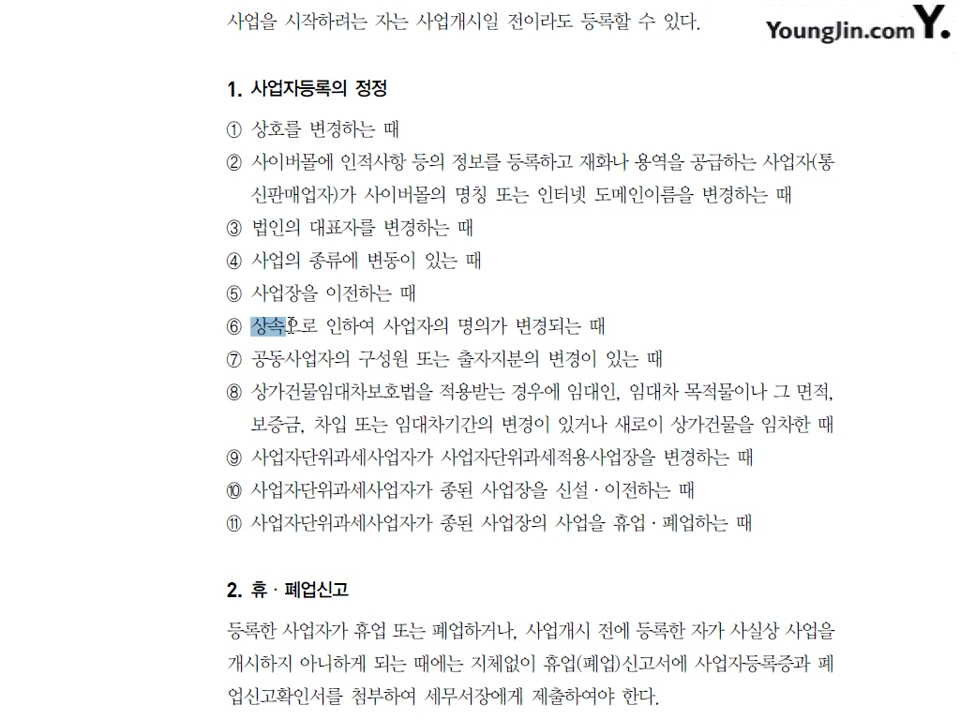 사업을 시작하려는 자는 사업개시일 전이라도 등록할 수 있다.
YoungJin.com Y.
1. 사업자등록의 정정
① 상호를 변경하는 때
② 사이버몰에 인적사항 등의 정보를 등록하고 재화나 용역을 공급하는 사업자(통
신판매업자)가 사이버몰의 명칭 또는 인터넷 도메인이름을 변경하는 때
③ 법인의 대표자를 변경하는 때
④ 사업의 종류에 변동이 있는 때
⑤ 사업장을 이전하는 때
⑥ 상속으로 인하여 사업자의 명의가 변경되는 때
⑦ 공동사업자의 구성원 또는 출자지분의 변경이 있는 때
⑧ 상가건물임대차보호법을 적용받는 경우에 임대인, 임대차 목적물이나 그 면적,
보증금, 차임 또는 임대차기간의 변경이 있거나 새로이 상가건물을 임차한 때
⑨ 사업자단위과세사업자가 사업자단위과세적용사업장을 변경하는 때
⑩ 사업자단위과세사업자가 종된 사업장을 신설 · 이전하는 때
⑪ 사업자단위과세사업자가 종된 사업장의 사업을 휴업 · 폐업하는 때
2. 휴 · 폐업신고
등록한 사업자가 휴업 또는 폐업하거나, 사업개시 전에 등록한 자가 사실상 사업을
개시하지 아니하게 되는 때에는 지체없이 휴업(폐업)신고서에 사업자등록증과 폐
업신고확인서를 첨부하여 세무서장에게 제출하여야 한다.